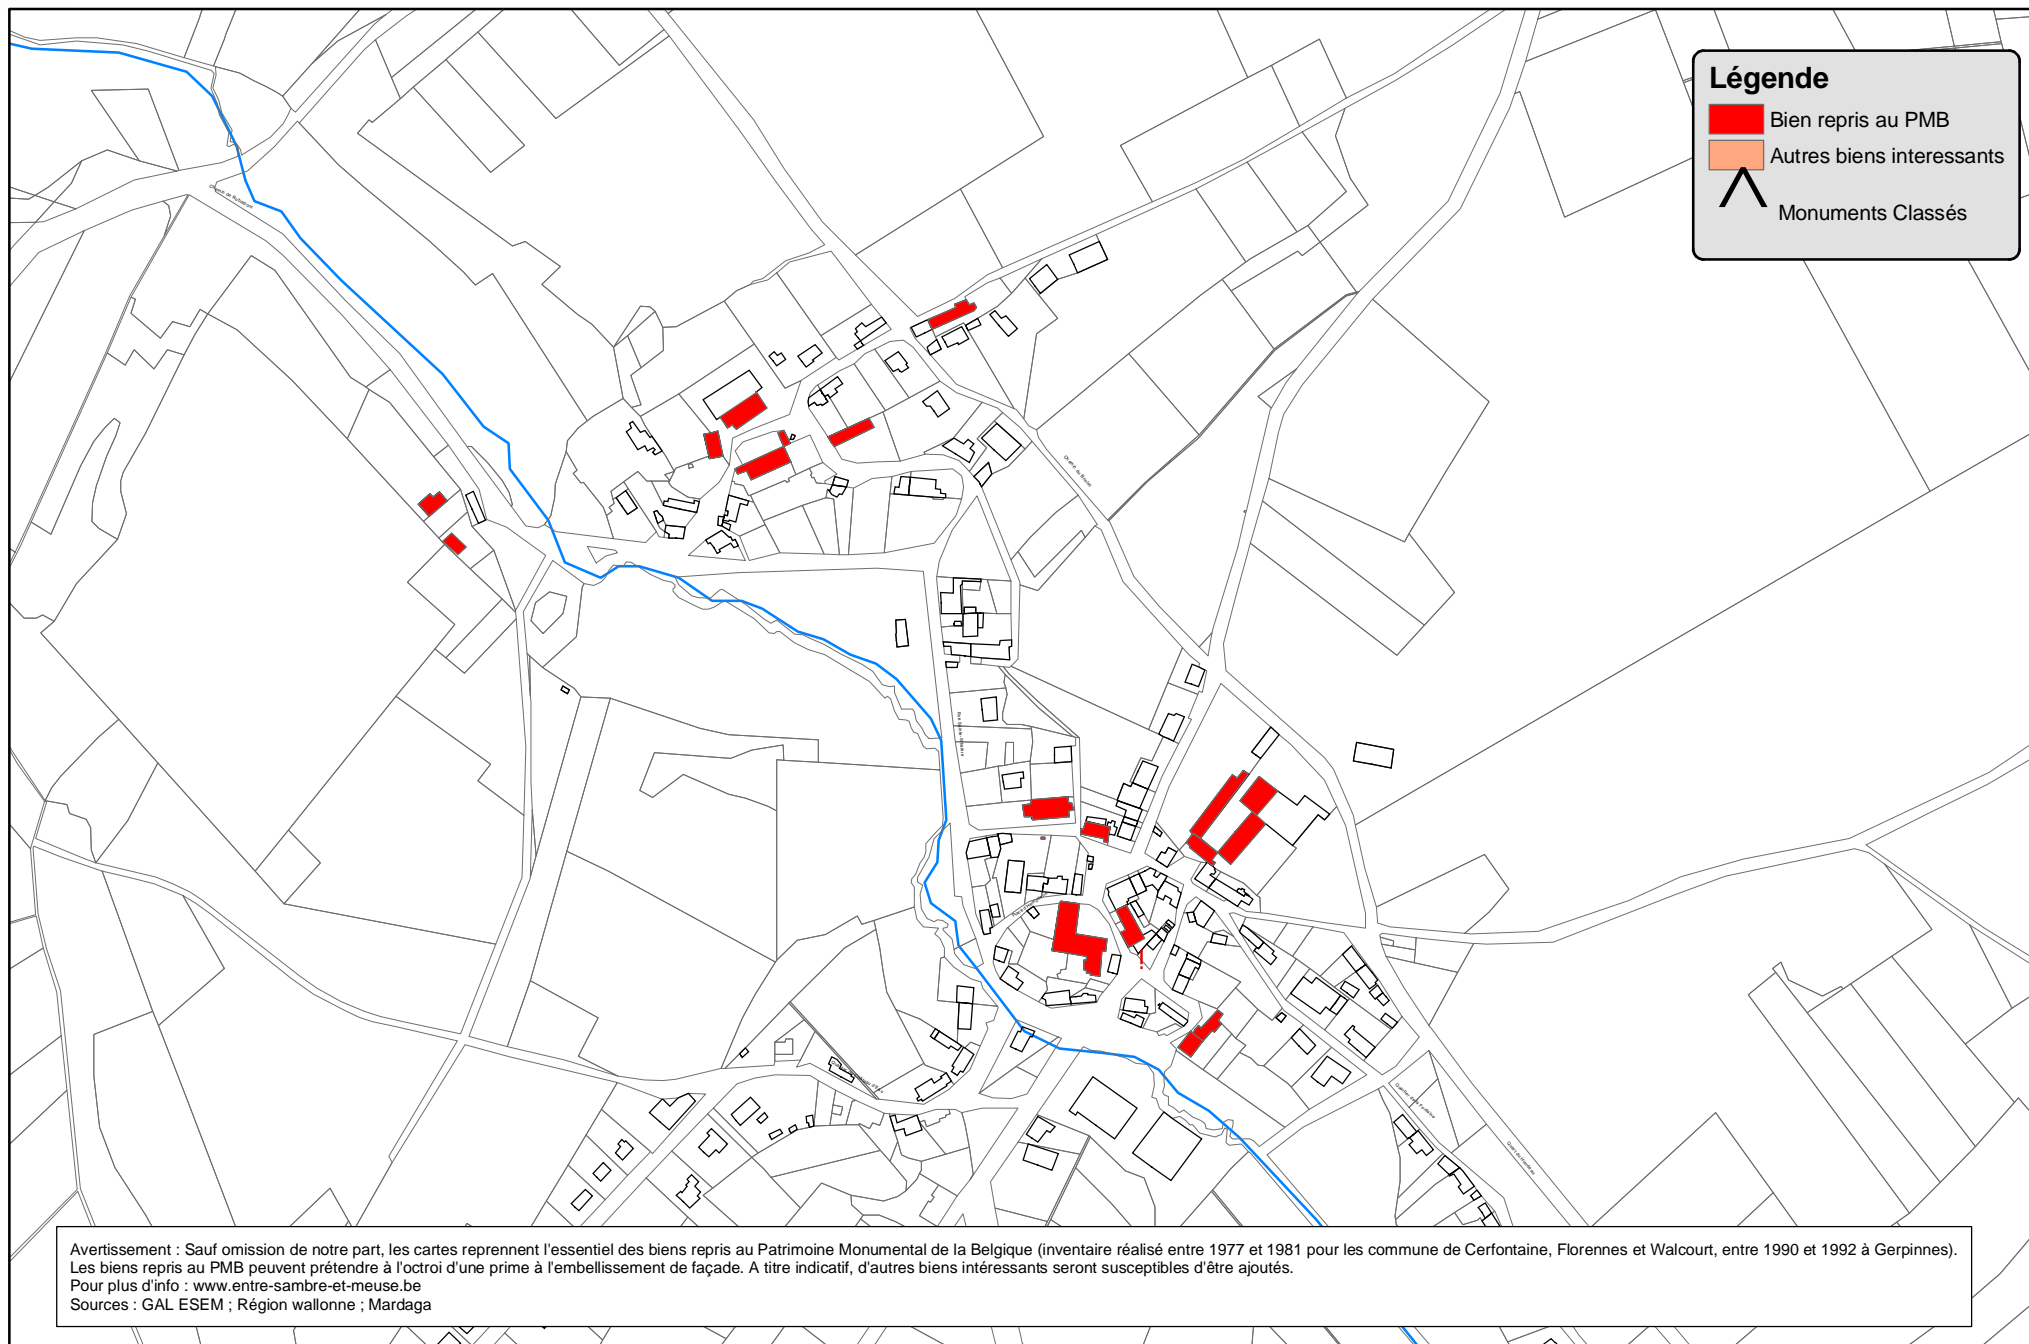 Légende
Bien repris au PMB
Autres biens interessants
Monuments Classés
Avertissement : Sauf omission de notre part, les cartes reprennent l'essentiel des biens repris au Patrimoine Monumental de la Belgique (inventaire réalisé entre 1977 et 1981 pour les commune de Cerfontaine, Florennes et Walcourt, entre 1990 et 1992 à Gerpinnes).
Les biens repris au PMB peuvent prétendre à l'octroi d'une prime à l'embellissement de façade. A titre indicatif, d'autres biens intéressants seront susceptibles d'être ajoutés.
Pour plus d'info : www.entre-sambre-et-meuse.be
Sources : GAL ESEM ; Région wallonne ; Mardaga